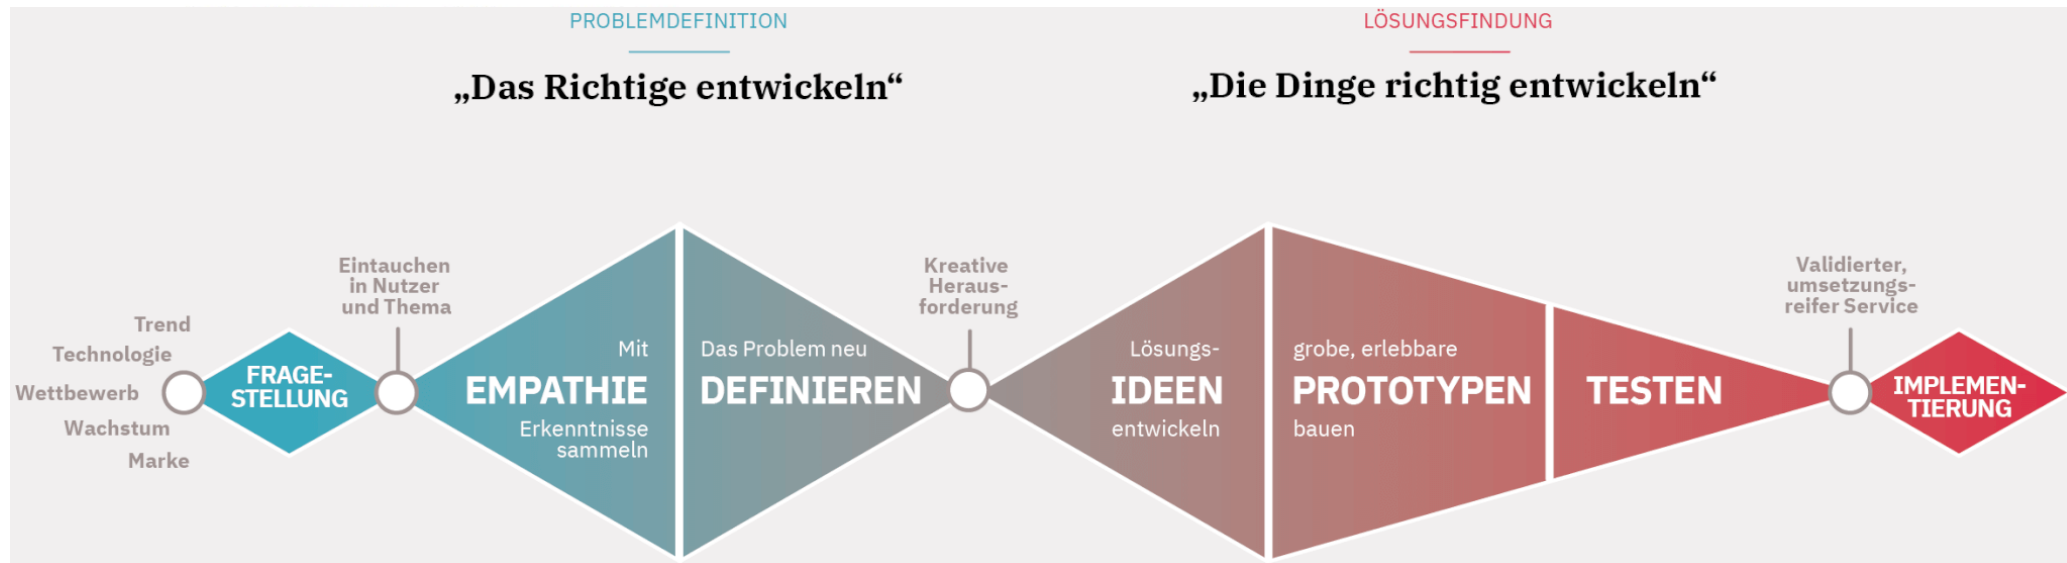 PROBLEMDEFINITION
„Das Richtige entwickeln“
LÖSUNGSFINDUNG
„Die Dinge richtig entwickeln“
Trend
Technologie
Wettbewerb
Wachstum
Marke
FRAGE-
STELLUNG
Eintauchen
in Nutzer
und Thema
Mit
EMPATHIE
Erkenntnisse
sammeln
Das Problem neu
DEFINIEREN
Kreative
Heraus-
forderung
Lösungs-
IDEEN
entwickeln
grobe, erlebbare
PROTOTYPEN
bauen
TESTEN
Validierter,
umsetzungs-
reifer Service
IMPLEMEN-
TIERUNG